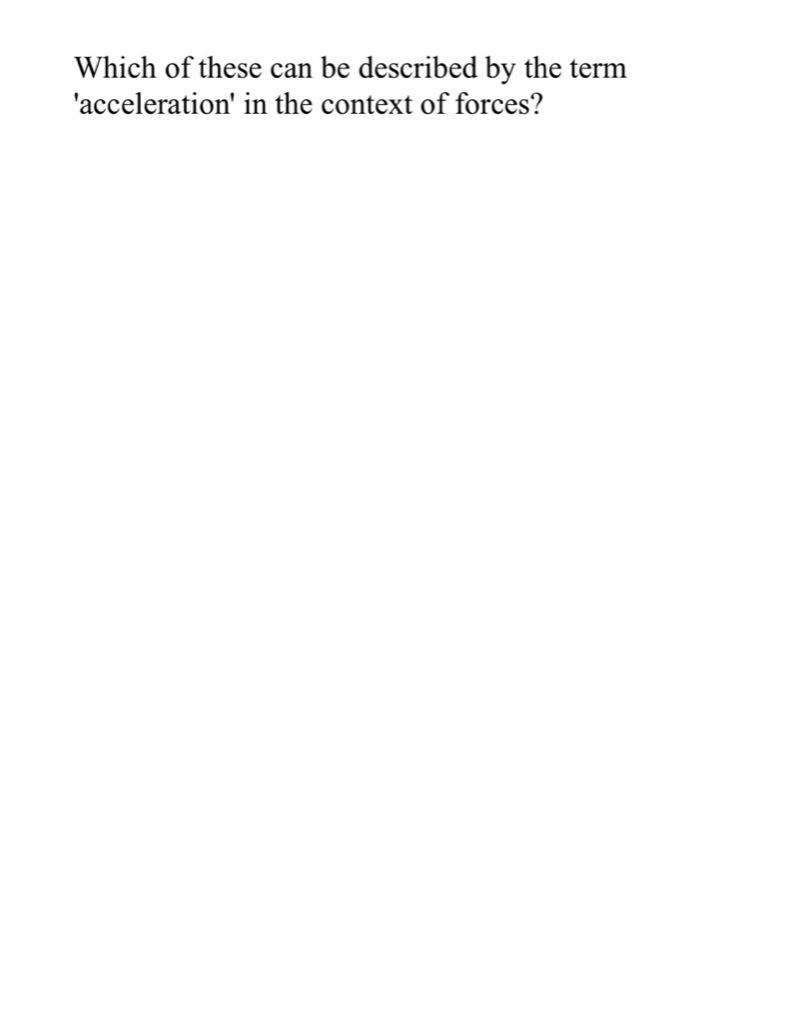 Which of these can be described by the term
'acceleration' in the context of forces?